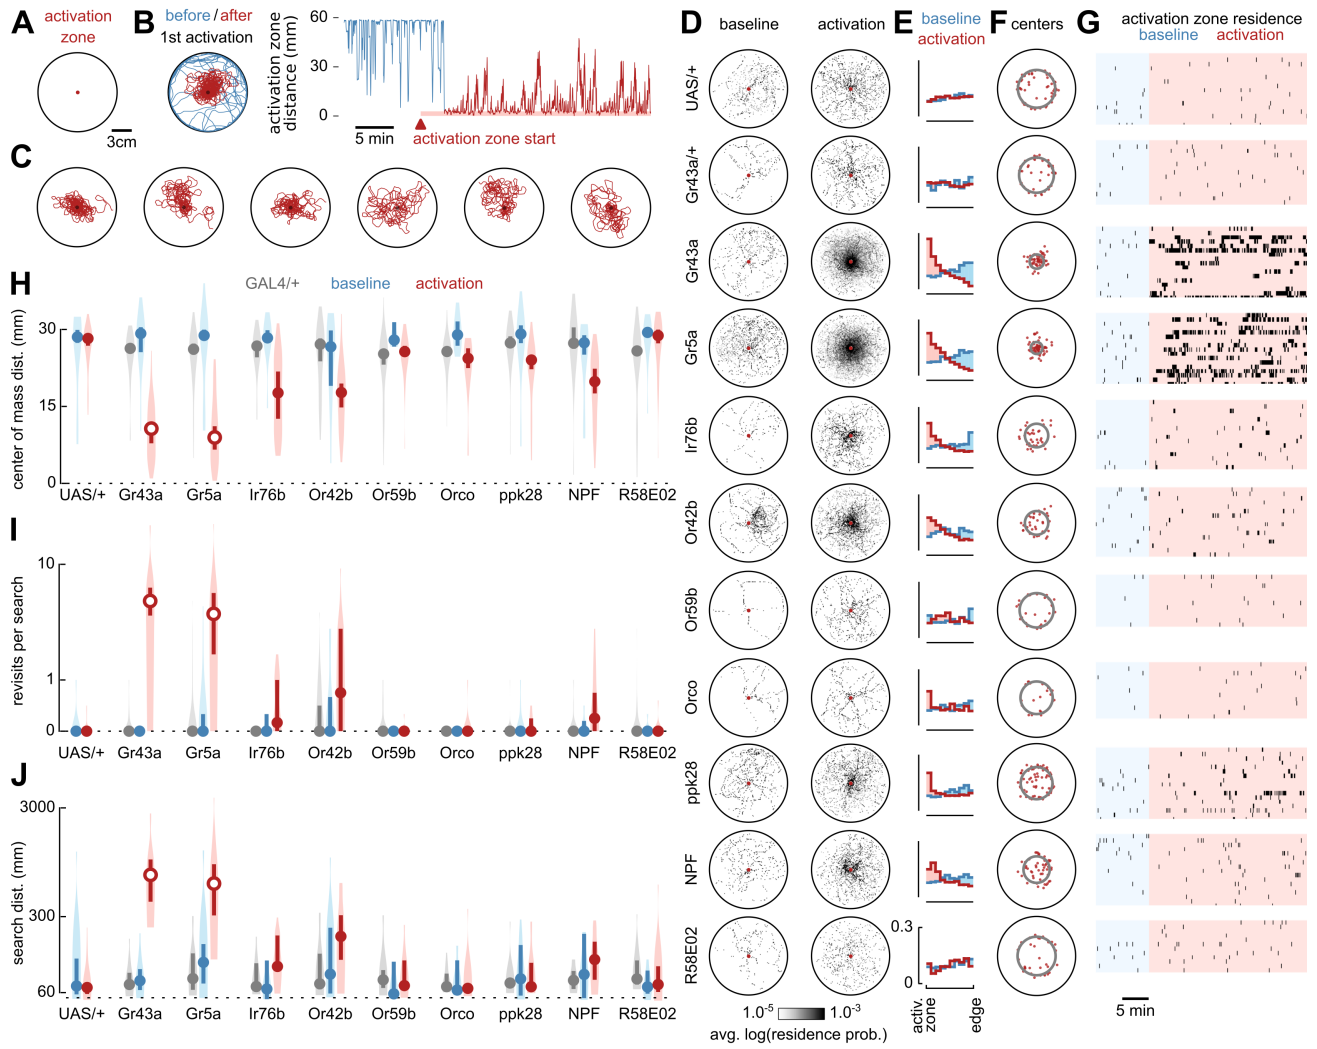 A
activation
zone
3cm
B
before / after
1st activation
activation zone
distance (mm)
60
30
0
5 min
activation zone start
C
D
baseline
activation
E
baseline
activation
F
centers
G
activation zone residence
baseline
activation
UAS/+
Gr43a/+
Gr43a
Gr5a
Ir76b
Or42b
Or59b
Orco
ppk28
NPF
R58E02
1.0⁻⁵
1.0⁻³
avg. log(residence prob.)
0.3
0
activ.
zone
edge
5 min
H
GAL4/+
baseline
activation
center of mass dist. (mm)
30
15
0
UAS/+ Gr43a Gr5a Ir76b Or42b Or59b Orco ppk28 NPF R58E02
I
revisits per search
10
1
0
UAS/+ Gr43a Gr5a Ir76b Or42b Or59b Orco ppk28 NPF R58E02
J
search dist. (mm)
3000
300
60
UAS/+ Gr43a Gr5a Ir76b Or42b Or59b Orco ppk28 NPF R58E02